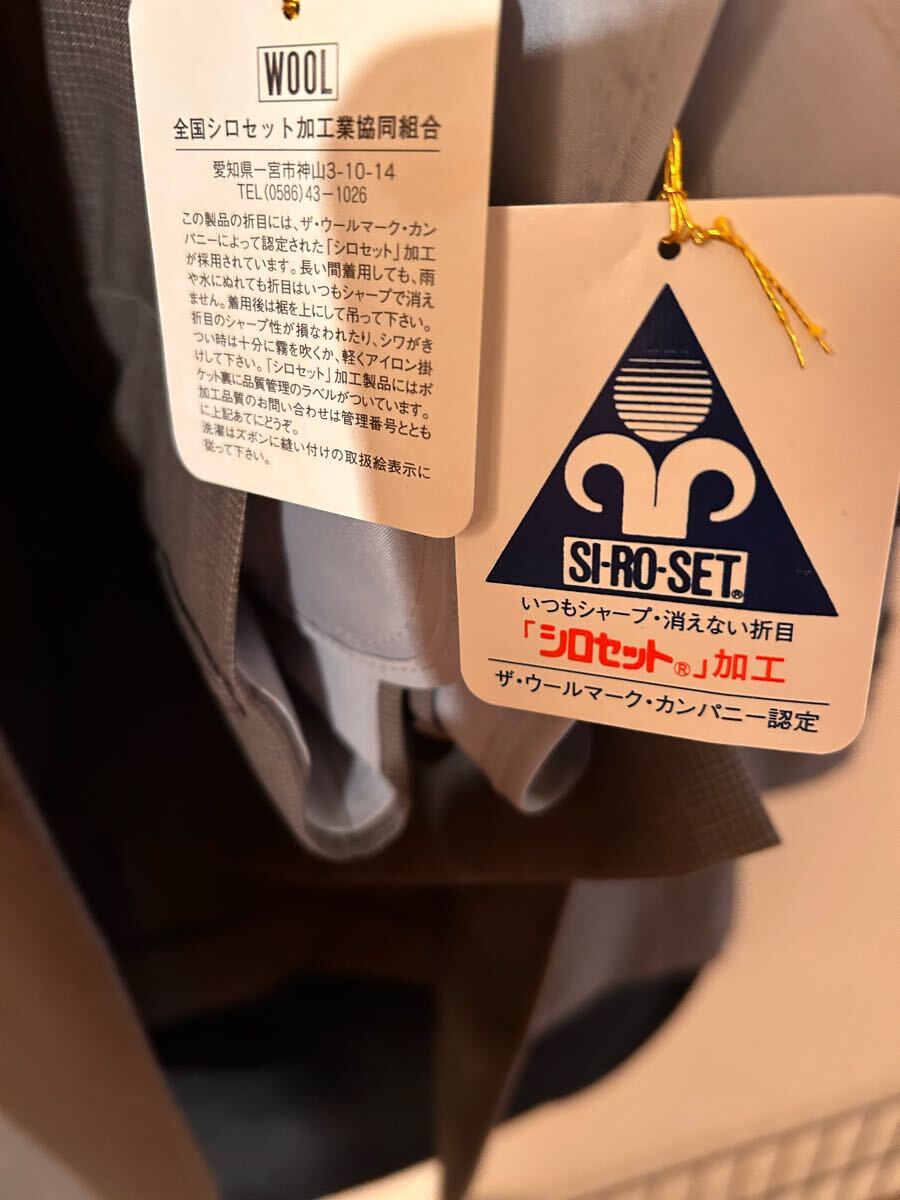 WOOL
全国シロセット加工業協同組合
愛知県一宮市神山3-10-14
TEL(0586)43-1026
この製品の折目には、ザ・ウールマーク・カン
パニーによって認定された「シロセット」加工
が採用されています。長い間着用しても、雨
や水にぬれても折目はいつもシャープで消え
ません。着用後は裾を上にして吊って下さい。
折目のシャープ性が損なわれたり、シワがき
つい時は十分に霧を吹くか、軽くアイロン掛
けして下さい。「シロセット」加工製品にはポ
ケット裏に品質管理のラベルがついています。
加工品質のお問い合わせは管理番号ととも
に上記あてにどうぞ。
洗濯はズボンに縫い付けの取扱絵表示に
従って下さい。
SI-RO-SET®
いつもシャープ・消えない折目
「シロセット®」加工
ザ・ウールマーク・カンパニー認定